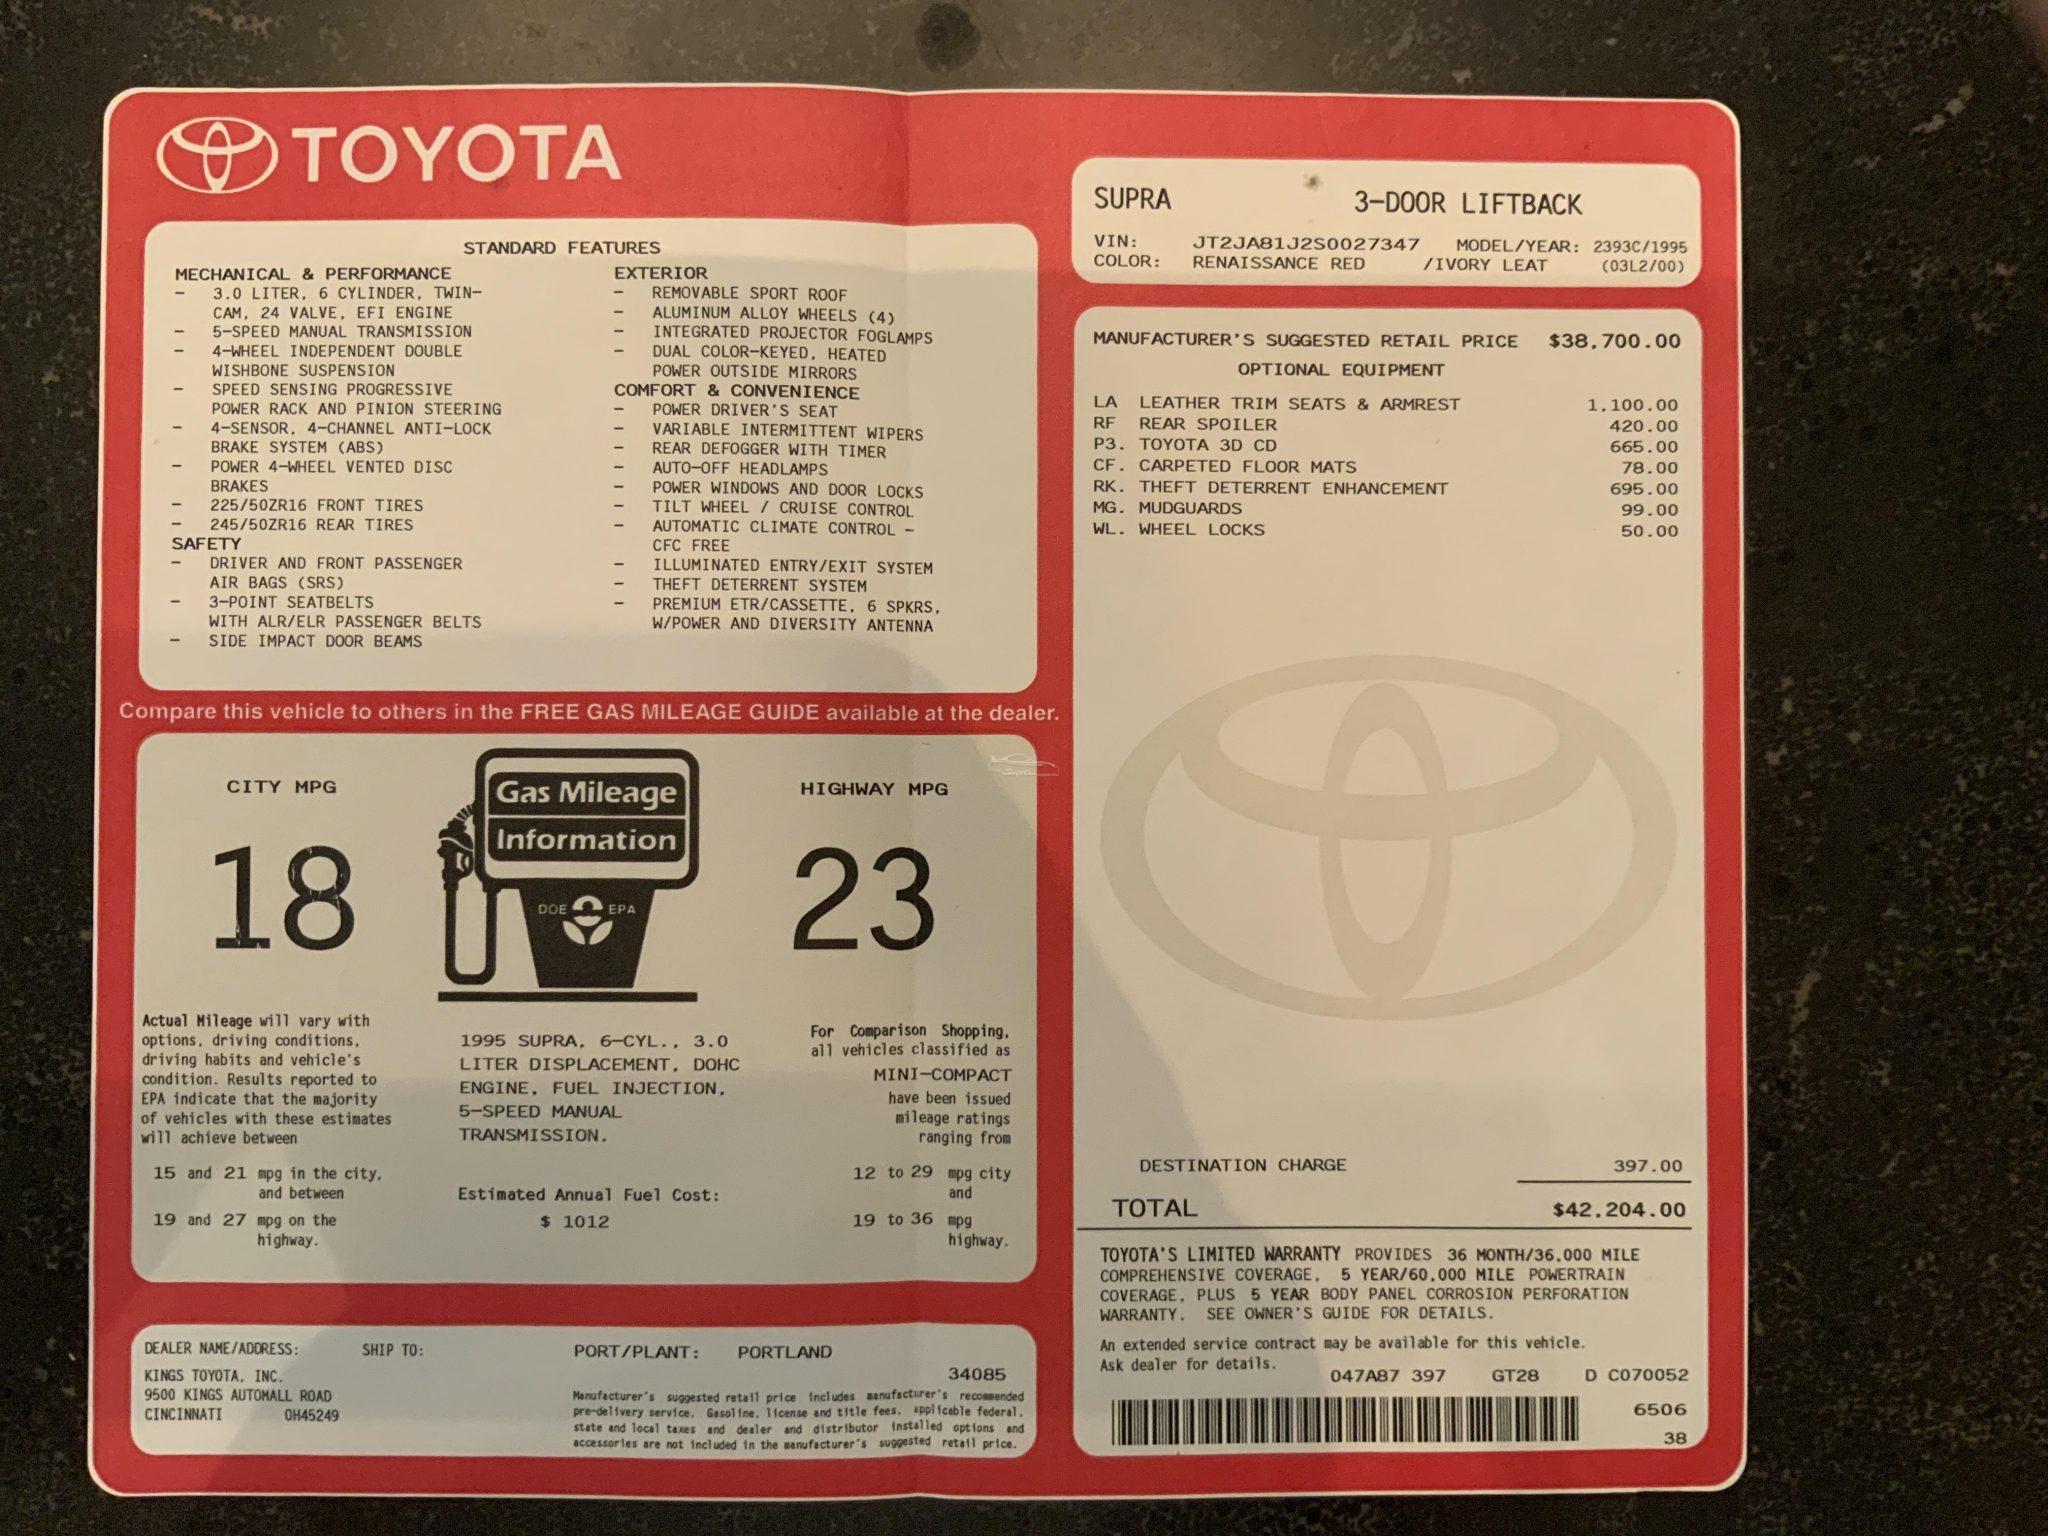 TOYOTA
STANDARD FEATURES
MECHANICAL & PERFORMANCE
- 3.0 LITER, 6 CYLINDER, TWIN-
CAM, 24 VALVE, EFI ENGINE
- 5-SPEED MANUAL TRANSMISSION
- 4-WHEEL INDEPENDENT DOUBLE
WISHBONE SUSPENSION
- SPEED SENSING PROGRESSIVE
POWER RACK AND PINION STEERING
- 4-SENSOR, 4-CHANNEL ANTI-LOCK
BRAKE SYSTEM (ABS)
- POWER 4-WHEEL VENTED DISC
BRAKES
- 225/50ZR16 FRONT TIRES
- 245/50ZR16 REAR TIRES
SAFETY
- DRIVER AND FRONT PASSENGER
AIR BAGS (SRS)
- 3-POINT SEATBELTS
WITH ALR/ELR PASSENGER BELTS
- SIDE IMPACT DOOR BEAMS
EXTERIOR
- REMOVABLE SPORT ROOF
- ALUMINUM ALLOY WHEELS (4)
- INTEGRATED PROJECTOR FOGLAMPS
- DUAL COLOR-KEYED, HEATED
POWER OUTSIDE MIRRORS
COMFORT & CONVENIENCE
- POWER DRIVER'S SEAT
- VARIABLE INTERMITTENT WIPERS
- REAR DEFOGGER WITH TIMER
- AUTO-OFF HEADLAMPS
- POWER WINDOWS AND DOOR LOCKS
- TILT WHEEL / CRUISE CONTROL
- AUTOMATIC CLIMATE CONTROL -
CFC FREE
- ILLUMINATED ENTRY/EXIT SYSTEM
- THEFT DETERRENT SYSTEM
- PREMIUM ETR/CASSETTE, 6 SPKRS,
W/POWER AND DIVERSITY ANTENNA
Compare this vehicle to others in the FREE GAS MILEAGE GUIDE available at the dealer.
CITY MPG
18
Gas Mileage
Information
DOE EPA
HIGHWAY MPG
23
Supra
Actual Mileage will vary with
options, driving conditions,
driving habits and vehicle's
condition. Results reported to
EPA indicate that the majority
of vehicles with these estimates
will achieve between
15 and 21 mpg in the city,
and between
19 and 27 mpg on the
highway.
1995 SUPRA, 6-CYL., 3.0
LITER DISPLACEMENT, DOHC
ENGINE, FUEL INJECTION,
5-SPEED MANUAL
TRANSMISSION.
Estimated Annual Fuel Cost:
$ 1012
For Comparison Shopping,
all vehicles classified as
MINI-COMPACT
have been issued
mileage ratings
ranging from
12 to 29 mpg city
and
19 to 36 mpg
highway.
DEALER NAME/ADDRESS: SHIP TO:
KINGS TOYOTA, INC.
9500 KINGS AUTOMALL ROAD
CINCINNATI OH45249
PORT/PLANT: PORTLAND
34085
Manufacturer's suggested retail price includes manufacturer's recommended
pre-delivery service. Gasoline, license and title fees, applicable federal,
state and local taxes and dealer and distributor installed options and
accessories are not included in the manufacturer's suggested retail price.
SUPRA 3-DOOR LIFTBACK
VIN: JT2JA81J2S0027347 MODEL/YEAR: 2393C/1995
COLOR: RENAISSANCE RED /IVORY LEAT (03L2/00)
MANUFACTURER'S SUGGESTED RETAIL PRICE $38,700.00
OPTIONAL EQUIPMENT
LA LEATHER TRIM SEATS & ARMREST 1,100.00
RF REAR SPOILER 420.00
P3. TOYOTA 3D CD 665.00
CF. CARPETED FLOOR MATS 78.00
RK. THEFT DETERRENT ENHANCEMENT 695.00
MG. MUDGUARDS 99.00
WL. WHEEL LOCKS 50.00
DESTINATION CHARGE 397.00
TOTAL $42,204.00
TOYOTA'S LIMITED WARRANTY PROVIDES 36 MONTH/36,000 MILE
COMPREHENSIVE COVERAGE, 5 YEAR/60,000 MILE POWERTRAIN
COVERAGE, PLUS 5 YEAR BODY PANEL CORROSION PERFORATION
WARRANTY. SEE OWNER'S GUIDE FOR DETAILS.
An extended service contract may be available for this vehicle.
Ask dealer for details.
047A87 397 GT28 D C070052
6506
38